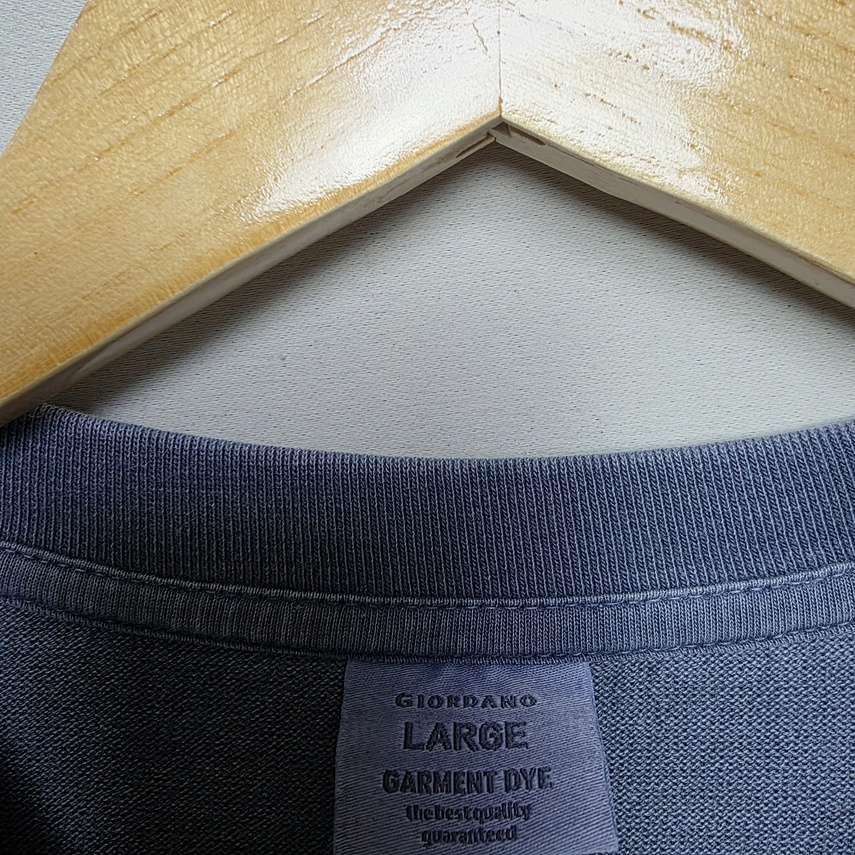 GIORDANO
LARGE
GARMENT DYE
the best quality
guaranteed